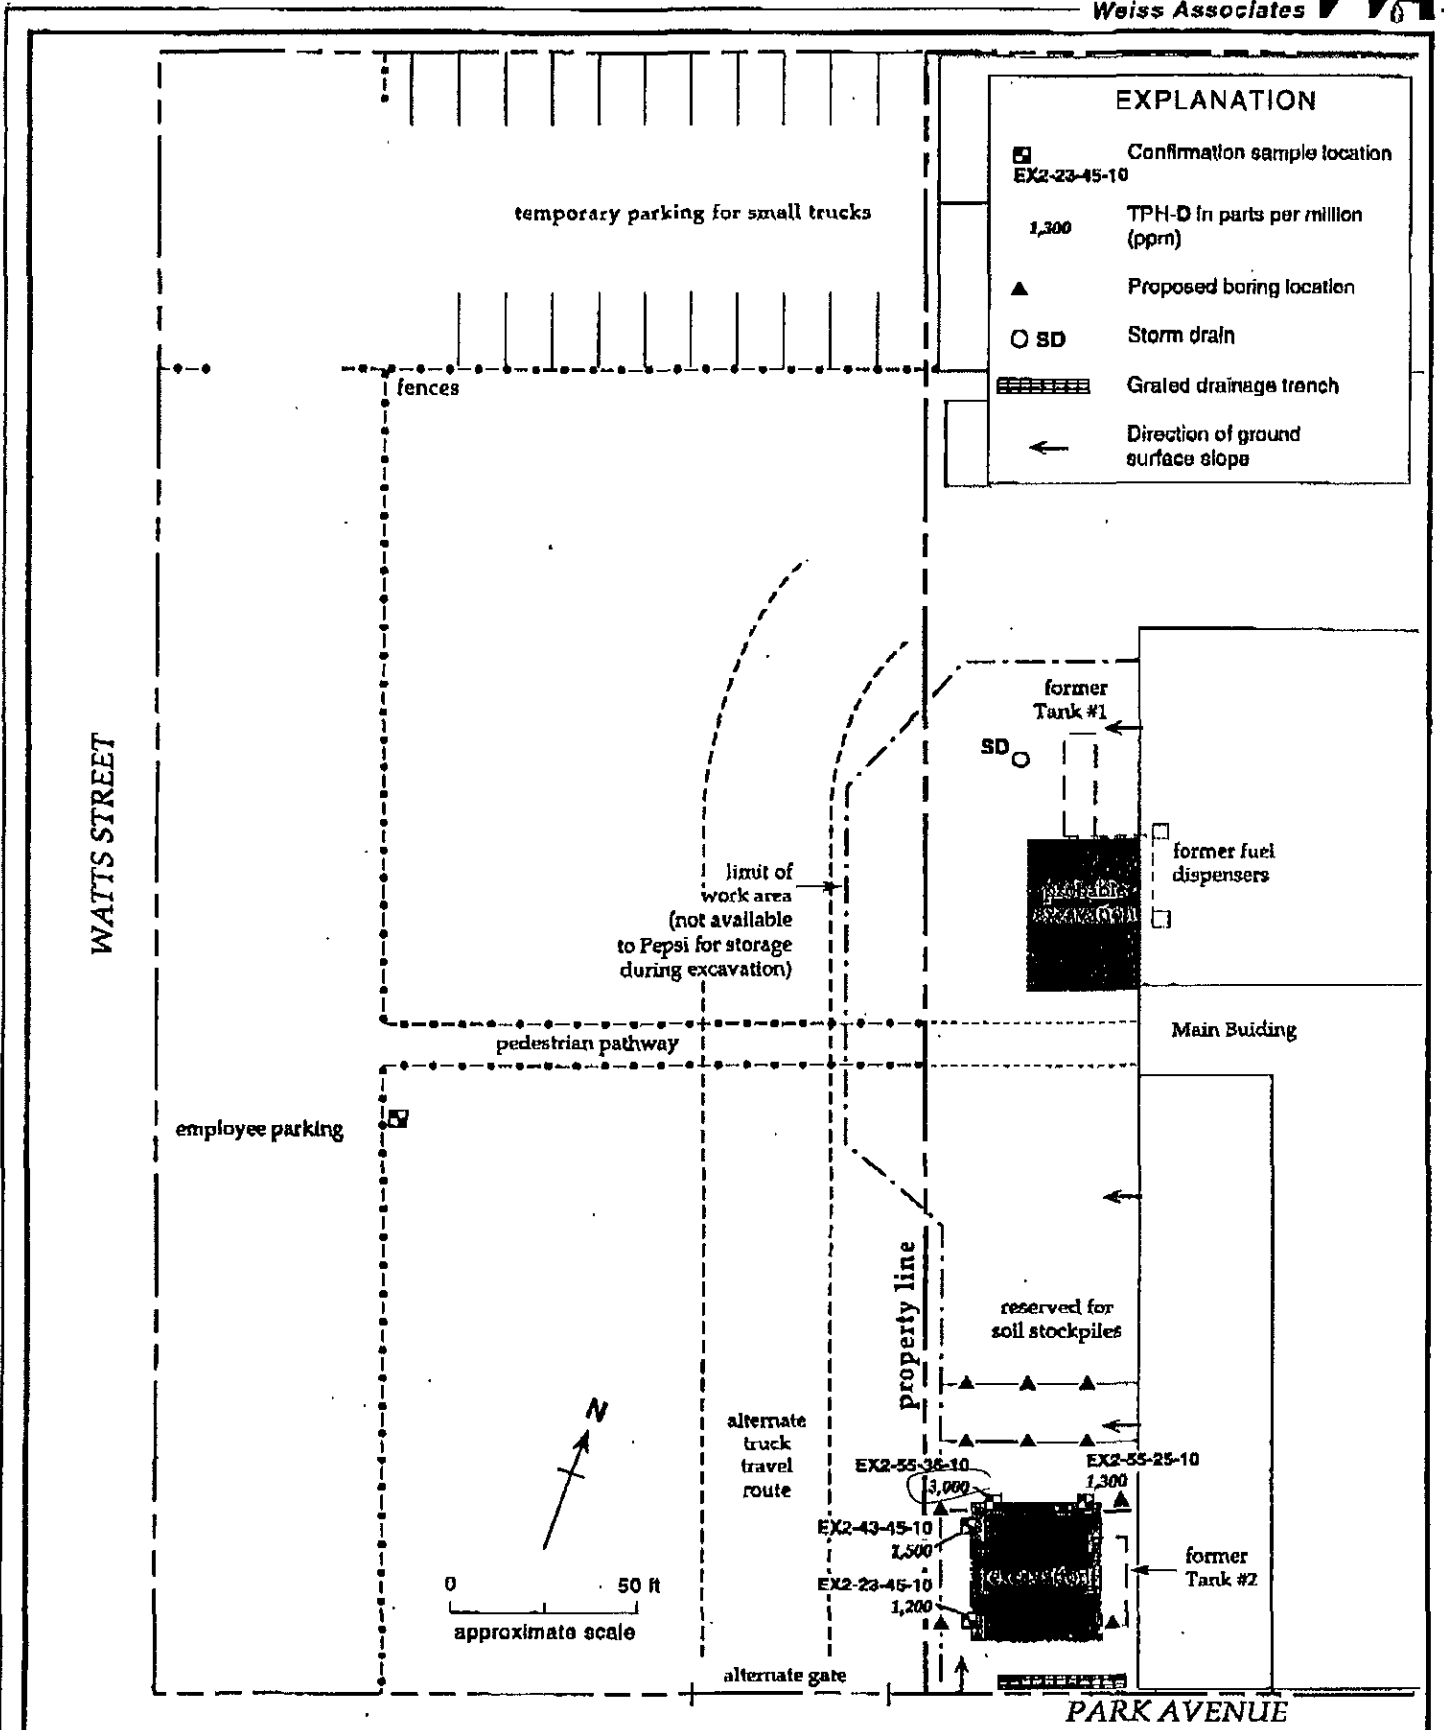 Weiss Associates
EXPLANATION
Confirmation sample location
EX2-23-45-10
1,300
TPH-D in parts per million
(ppm)
Proposed boring location
SD
Storm drain
Grated drainage trench
Direction of ground
surface slope
temporary parking for small trucks
fences
former
Tank #1
SD
former fuel
dispensers
probable
excavation
limit of
work area
(not available
to Pepsi for storage
during excavation)
WATTS STREET
Main Buiding
pedestrian pathway
employee parking
property line
reserved for
soil stockpiles
N
alternate
truck
travel
route
EX2-55-36-10
3,000
EX2-55-25-10
1,300
EX2-43-45-10
1,500
excavation
former
Tank #2
EX2-23-45-10
1,200
0 50 ft
approximate scale
alternate gate
PARK AVENUE